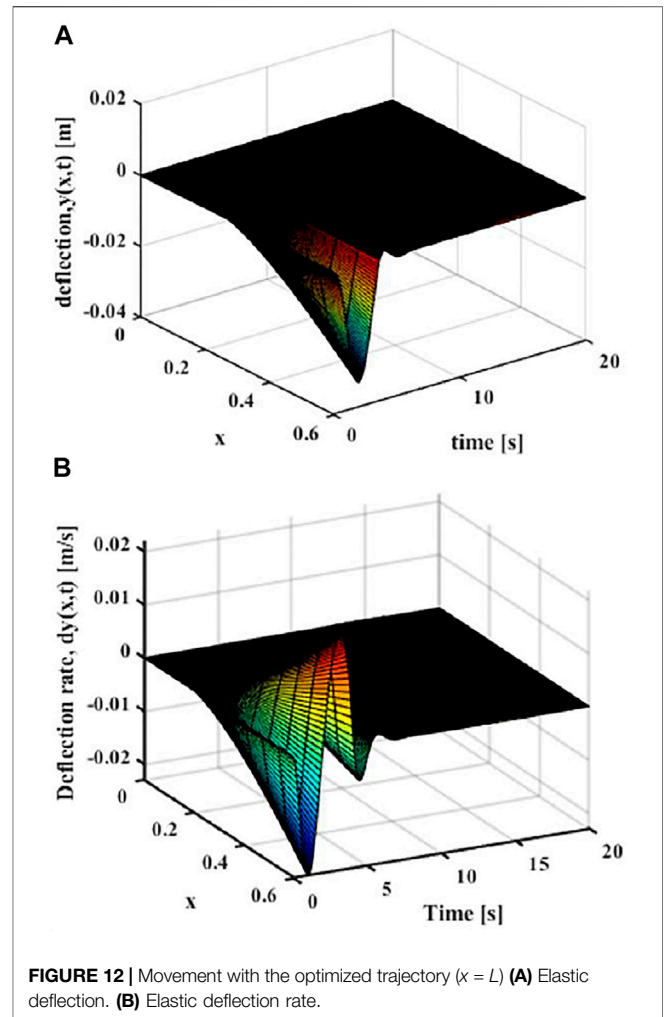 A
0.02
0
-0.02
-0.04
deflection,y(x,t) [m]
0
0.2
0.4
0.6
x
0
10
20
time [s]
B
0.02
0.01
0
-0.01
-0.02
Deflection rate, dy(x,t) [m/s]
0
0.2
0.4
0.6
x
0
5
10
15
20
Time [s]
FIGURE 12 | Movement with the optimized trajectory (x = L) (A) Elastic
deflection. (B) Elastic deflection rate.